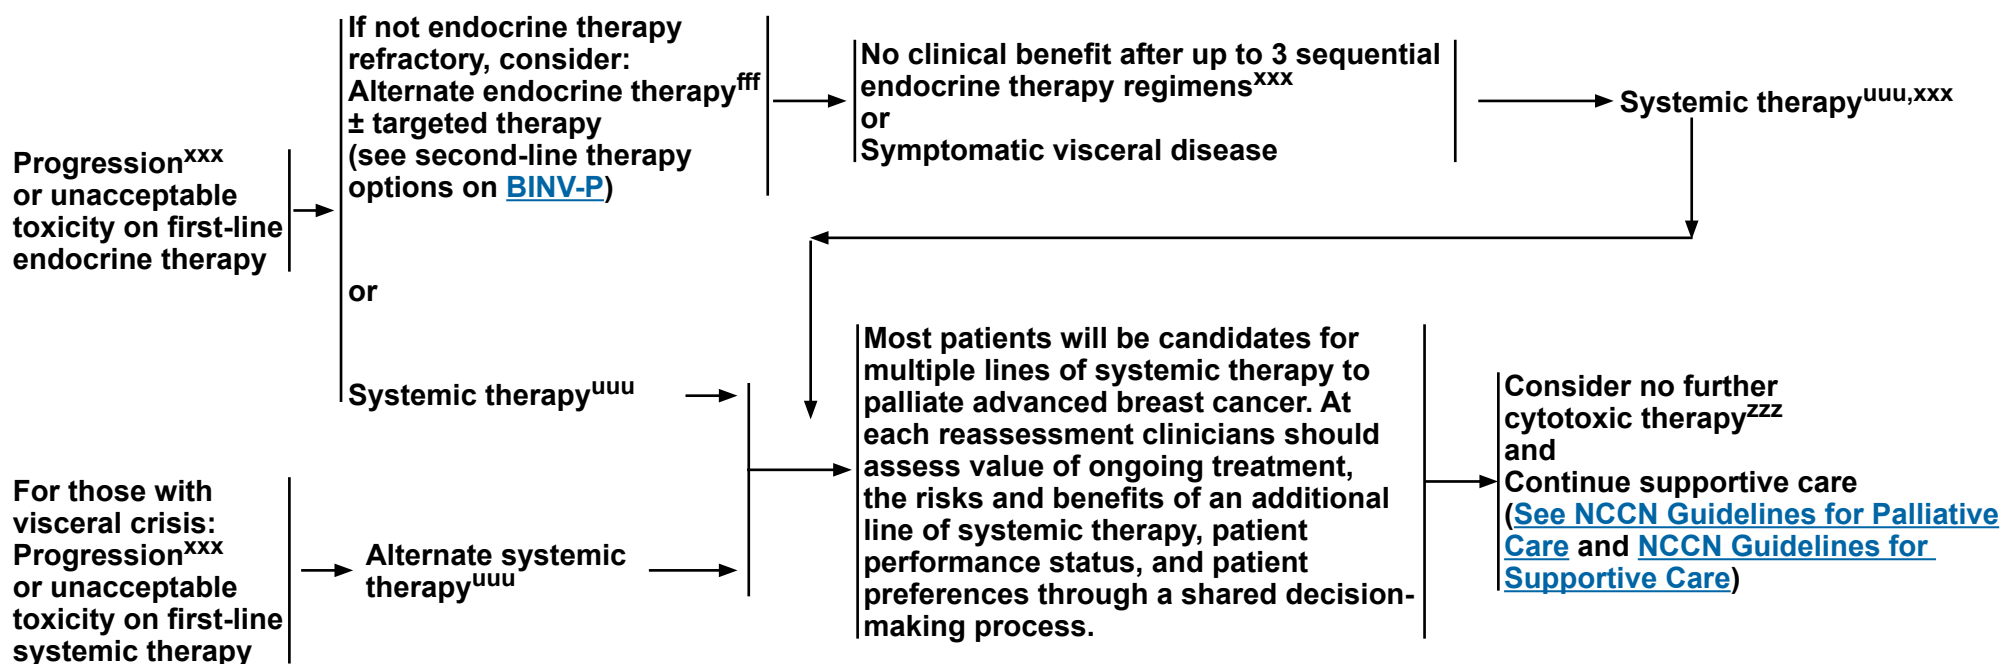 Progressionxxx
or unacceptable
toxicity on first-line
endocrine therapy
If not endocrine therapy
refractory, consider:
Alternate endocrine therapyfff
± targeted therapy
(see second-line therapy
options on BINV-P)
or
Systemic therapyuuu
No clinical benefit after up to 3 sequential
endocrine therapy regimensxxx
or
Symptomatic visceral disease
Systemic therapyuuu,xxx
For those with
visceral crisis:
Progressionxxx
or unacceptable
toxicity on first-line
systemic therapy
Alternate systemic
therapyuuu
Most patients will be candidates for
multiple lines of systemic therapy to
palliate advanced breast cancer. At
each reassessment clinicians should
assess value of ongoing treatment,
the risks and benefits of an additional
line of systemic therapy, patient
performance status, and patient
preferences through a shared decision-
making process.
Consider no further
cytotoxic therapyzzz
and
Continue supportive care
(See NCCN Guidelines for Palliative
Care and NCCN Guidelines for
Supportive Care)